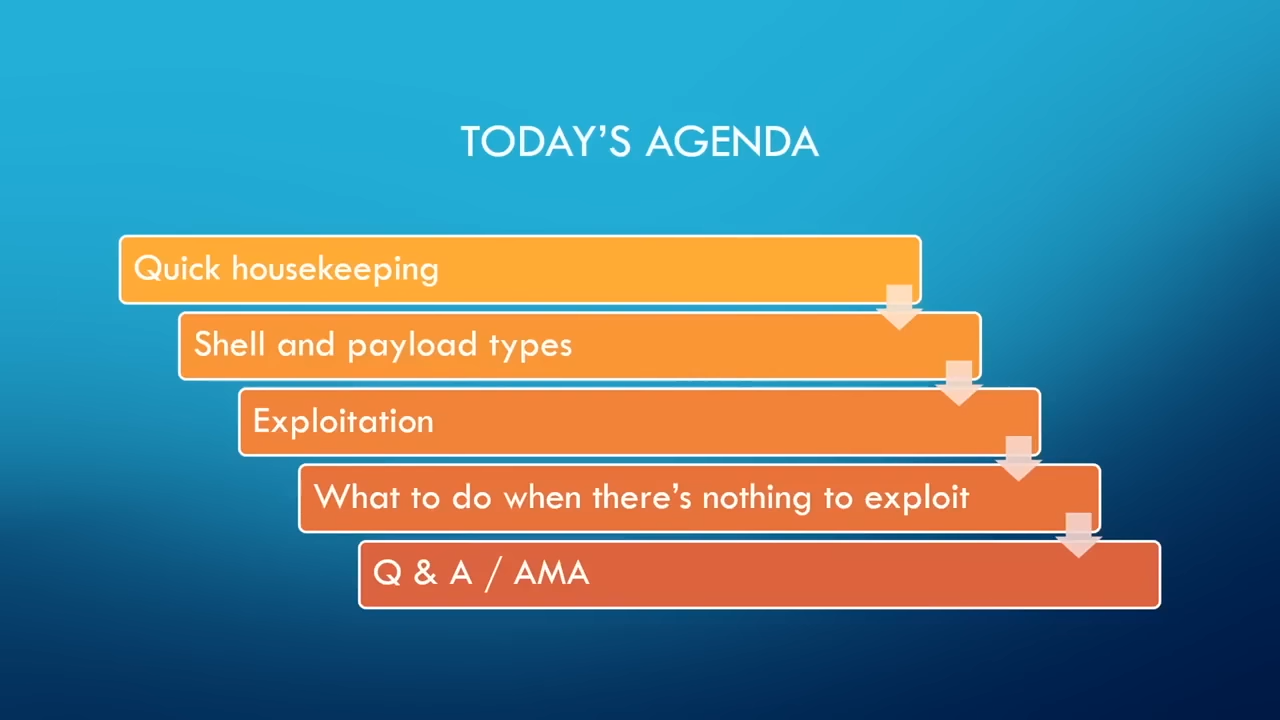 TODAY’S AGENDA
Quick housekeeping
Shell and payload types
Exploitation
What to do when there’s nothing to exploit
Q & A / AMA